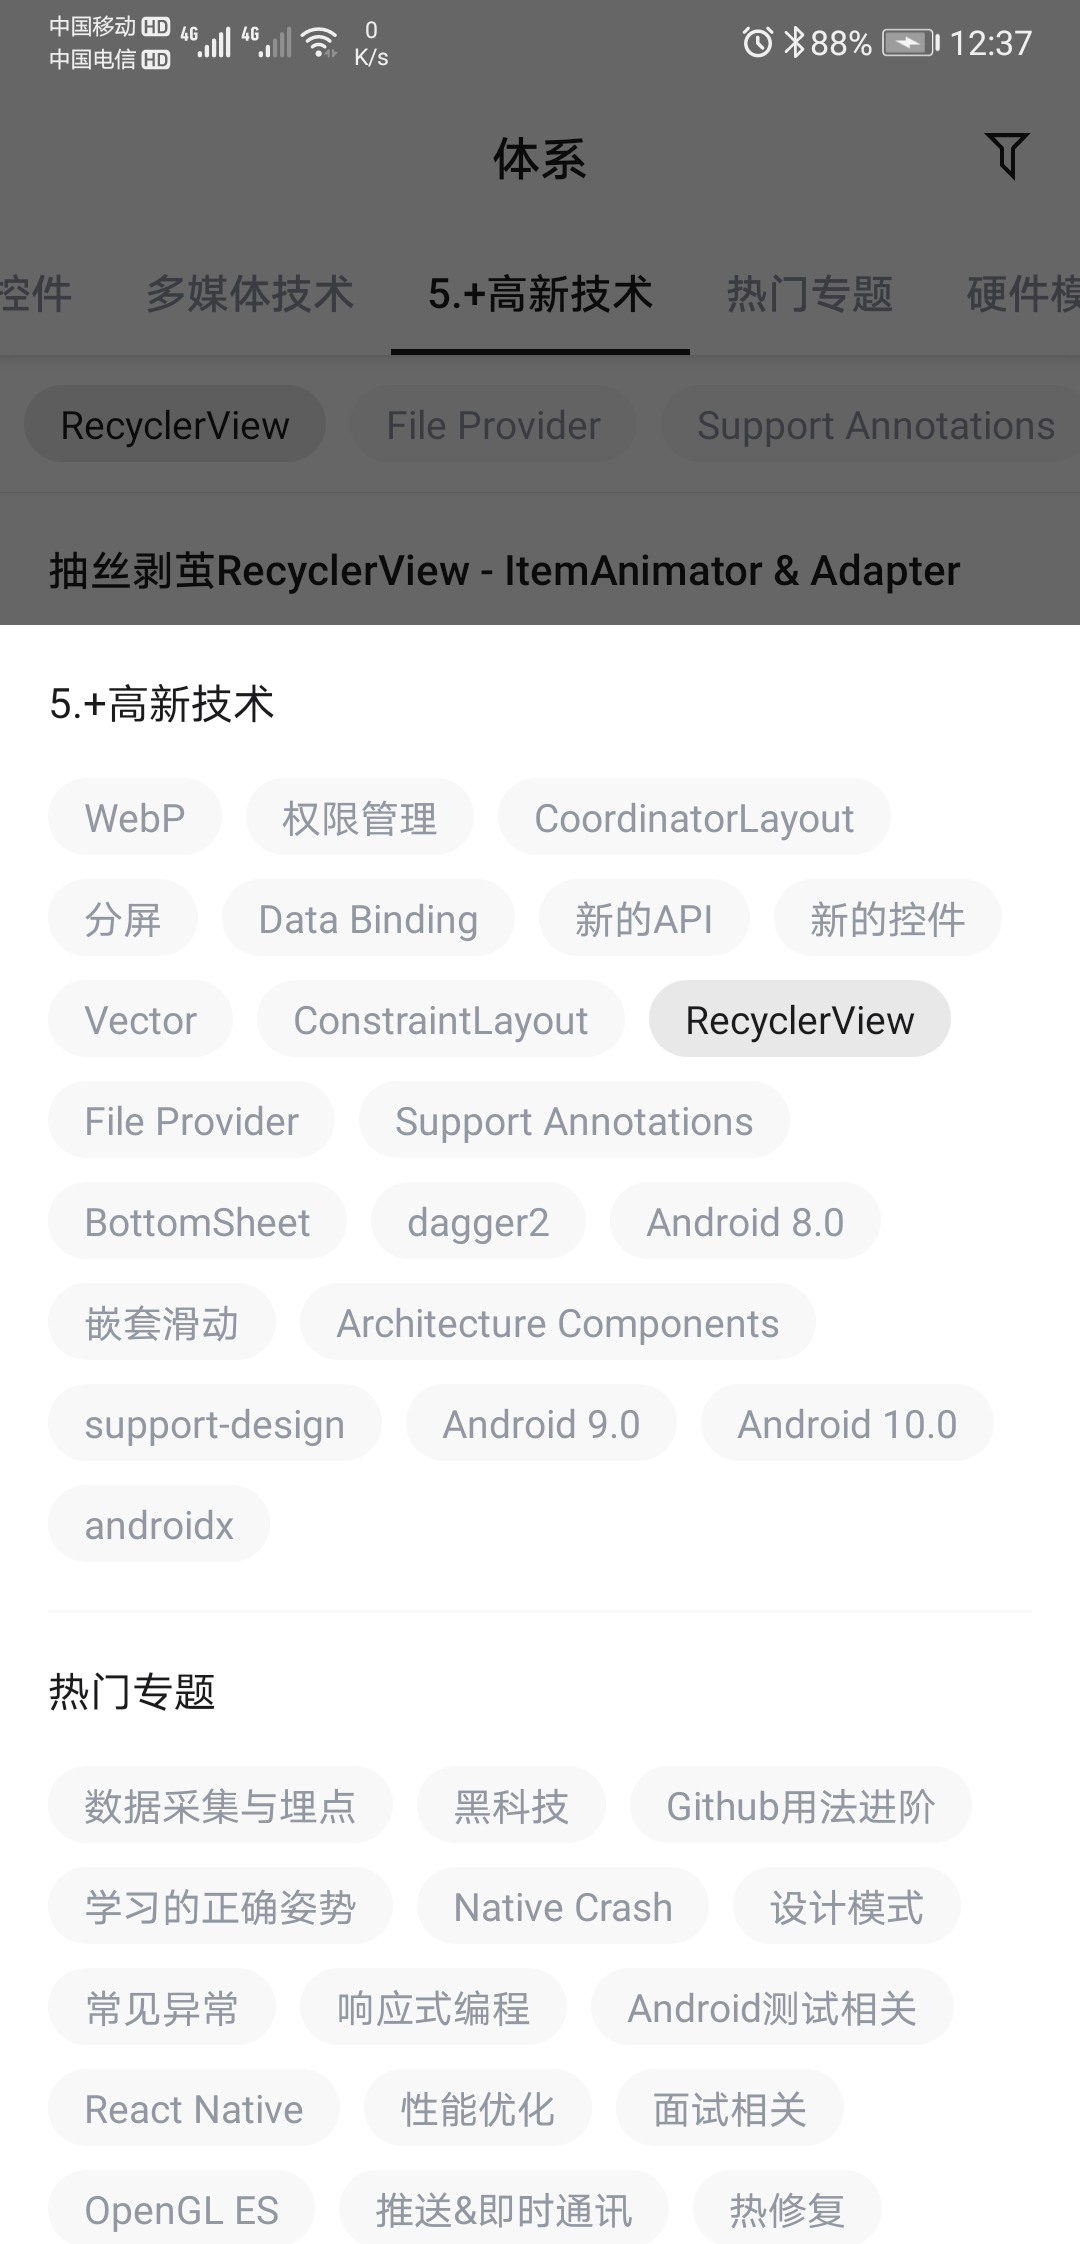 中国移动 HD 4G 4G 0 88% 12:37
中国电信 HD K/s
体系
控件 多媒体技术 5.+高新技术 热门专题 硬件模
RecyclerView File Provider Support Annotations
抽丝剥茧RecyclerView - ItemAnimator & Adapter
5.+高新技术
WebP 权限管理 CoordinatorLayout
分屏 Data Binding 新的API 新的控件
Vector ConstraintLayout RecyclerView
File Provider Support Annotations
BottomSheet dagger2 Android 8.0
嵌套滑动 Architecture Components
support-design Android 9.0 Android 10.0
androidx
热门专题
数据采集与埋点 黑科技 Github用法进阶
学习的正确姿势 Native Crash 设计模式
常见异常 响应式编程 Android测试相关
React Native 性能优化 面试相关
OpenGL ES 推送&即时通讯 热修复